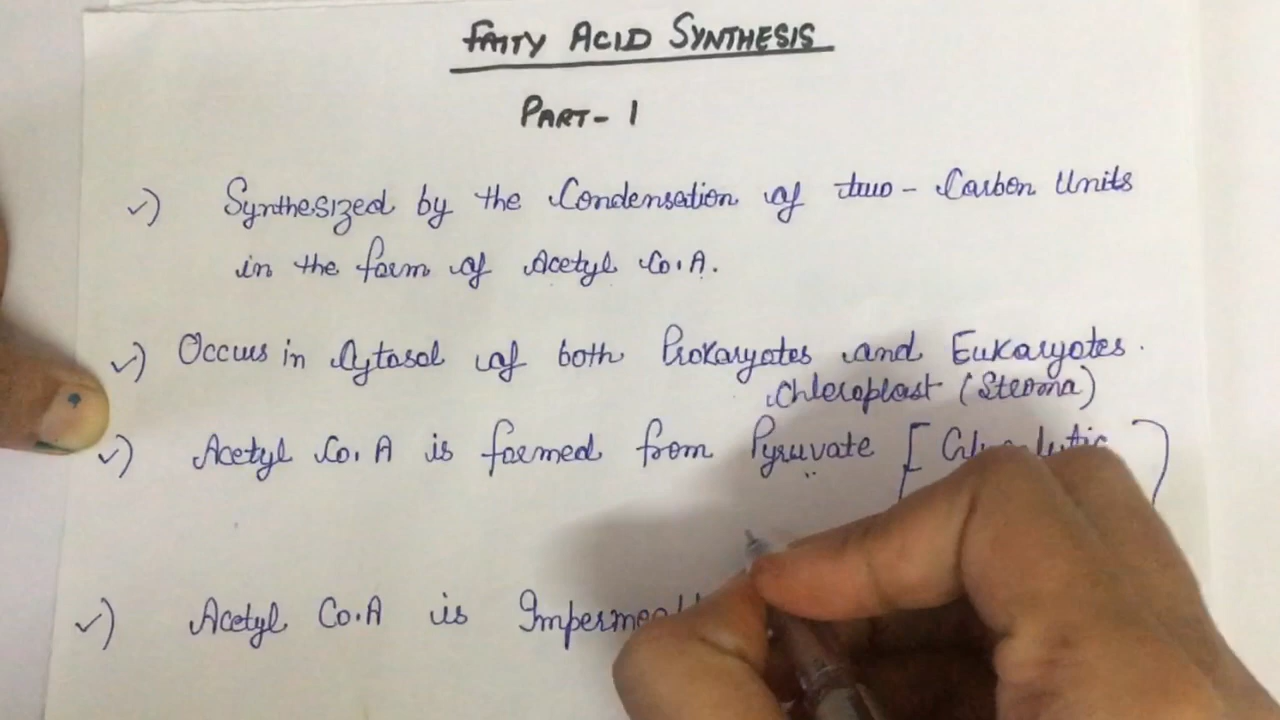 FATTY ACID SYNTHESIS
PART- 1
✓) Synthesized by the Condensation of two - Carbon Units
in the form of Acetyl Co.A.
✓) Occurs in Cytosol of both Prokaryotes and Eukaryotes.
Chloroplast (Stroma)
✓) Acetyl Co.A is formed from Pyruvate [
✓) Acetyl Co.A is